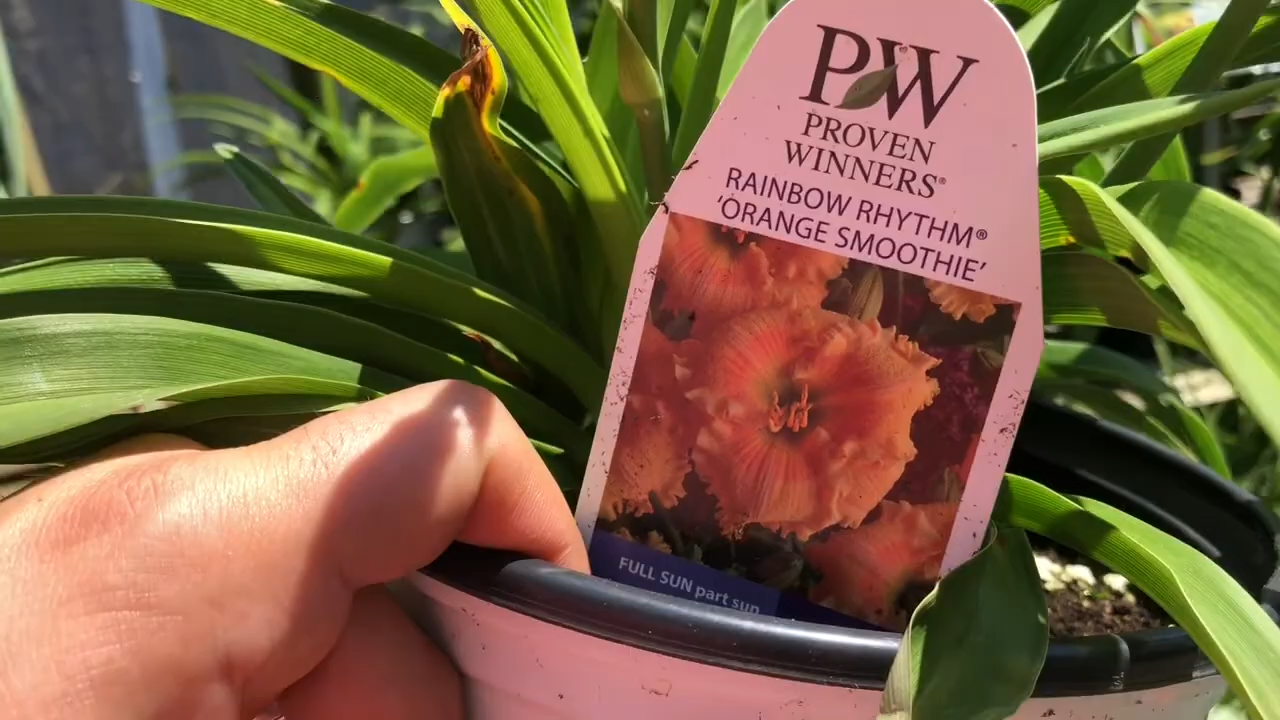 PW
PROVEN
WINNERS®
RAINBOW RHYTHM®
'ORANGE SMOOTHIE'
FULL SUN part sun